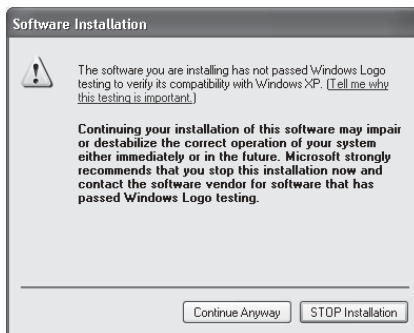 Software Installation
The software you are installing has not passed Windows Logo
testing to verify its compatibility with Windows XP. (Tell me why
this testing is important.)
Continuing your installation of this software may impair
or destabilize the correct operation of your system
either immediately or in the future. Microsoft strongly
recommends that you stop this installation now and
contact the software vendor for software that has
passed Windows Logo testing.
Continue Anyway STOP Installation